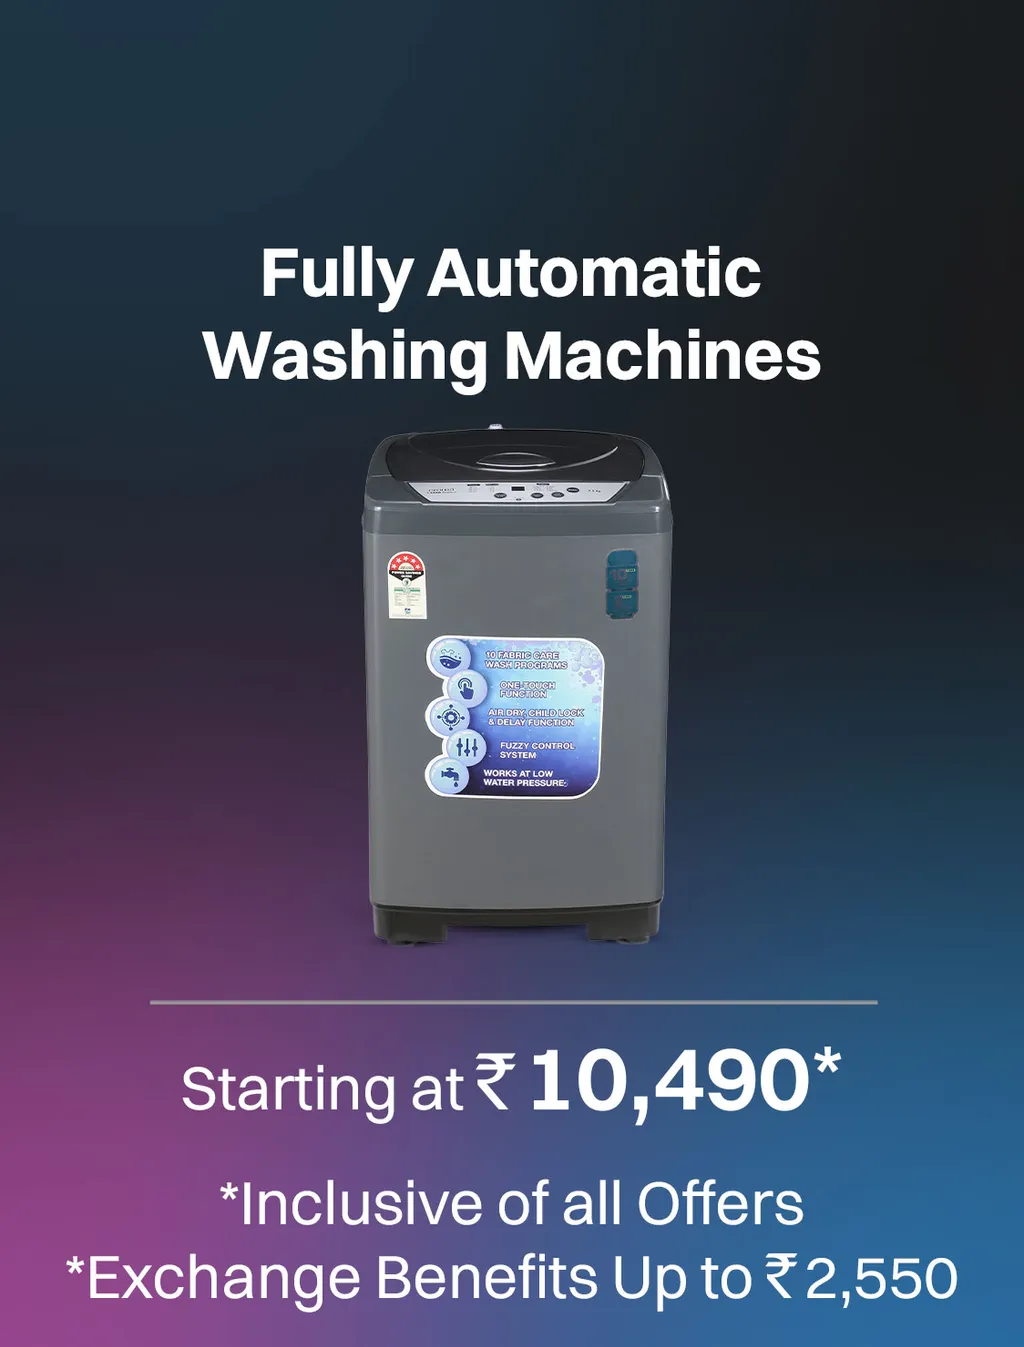 Fully Automatic
Washing Machines
POWER SAVINGS
10 FABRIC CARE
WASH PROGRAMS
ONE-TOUCH
FUNCTION
AIR DRY, CHILD LOCK
& DELAY FUNCTION
FUZZY CONTROL
SYSTEM
WORKS AT LOW
WATER PRESSURE
Starting at ₹10,490*
*Inclusive of all Offers
*Exchange Benefits Up to ₹2,550